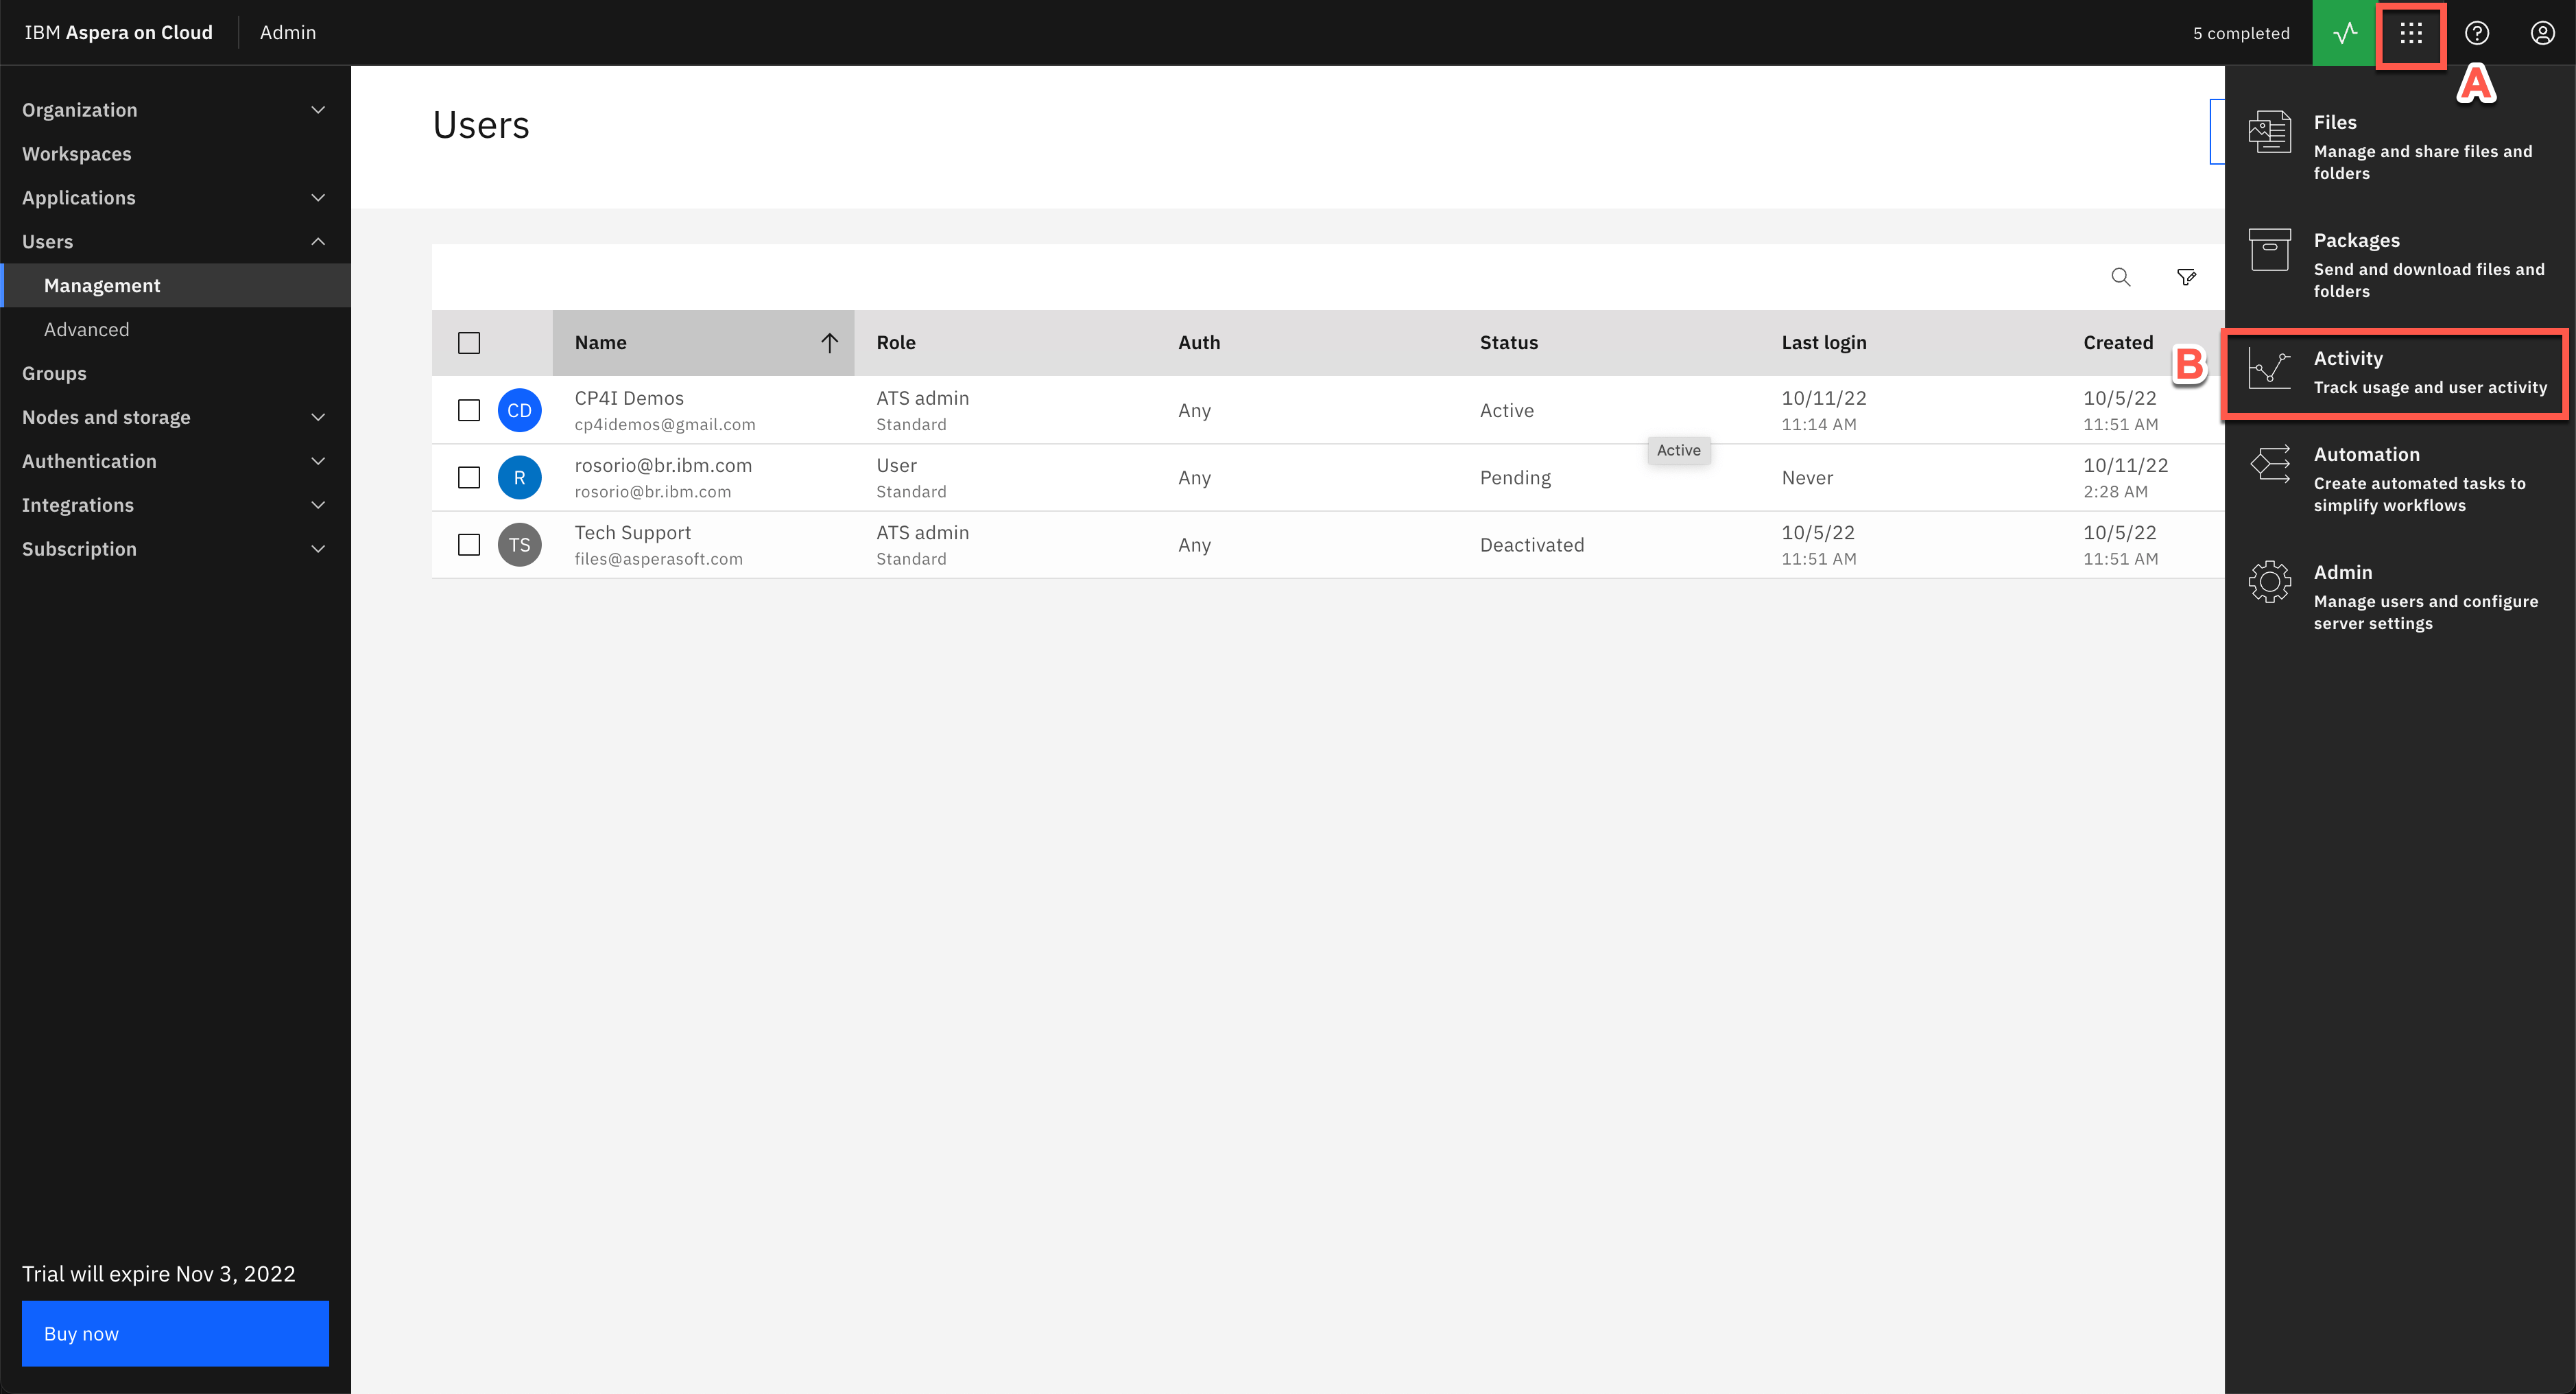 IBM Aspera on Cloud
Admin
5 completed
A
Organization
Workspaces
Applications
Users
Management
Advanced
Groups
Nodes and storage
Authentication
Integrations
Subscription
Trial will expire Nov 3, 2022
Buy now
Users
Name Role Auth Status Last login Created
CD CP4I Demos ATS admin Any Active 10/11/22 10/5/22
cp4idemos@gmail.com Standard 11:14 AM 11:51 AM
Active
R rosorio@br.ibm.com User Any Pending Never 10/11/22
rosorio@br.ibm.com Standard 2:28 AM
TS Tech Support ATS admin Any Deactivated 10/5/22 10/5/22
files@asperasoft.com Standard 11:51 AM 11:51 AM
Files
Manage and share files and
folders
Packages
Send and download files and
folders
B
Activity
Track usage and user activity
Automation
Create automated tasks to
simplify workflows
Admin
Manage users and configure
server settings